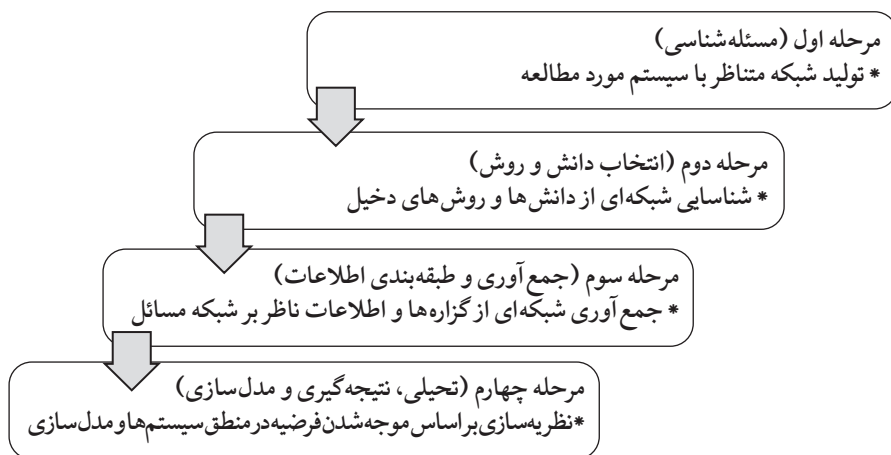 مرحله اول (مسئله‌شناسی)
* تولید شبکه متناظر با سیستم مورد مطالعه
مرحله دوم (انتخاب دانش و روش)
* شناسایی شبکه‌ای از دانش‌ها و روش‌های دخیل
مرحله سوم (جمع‌آوری و طبقه‌بندی اطلاعات)
* جمع‌آوری شبکه‌ای از گزاره‌ها و اطلاعات ناظر بر شبکه مسائل
مرحله چهارم (تحیلی، نتیجه‌گیری و مدل‌سازی)
*نظریه‌سازی بر اساس موجه شدن فرضیه در منطق سیستم‌ها و مدل‌سازی